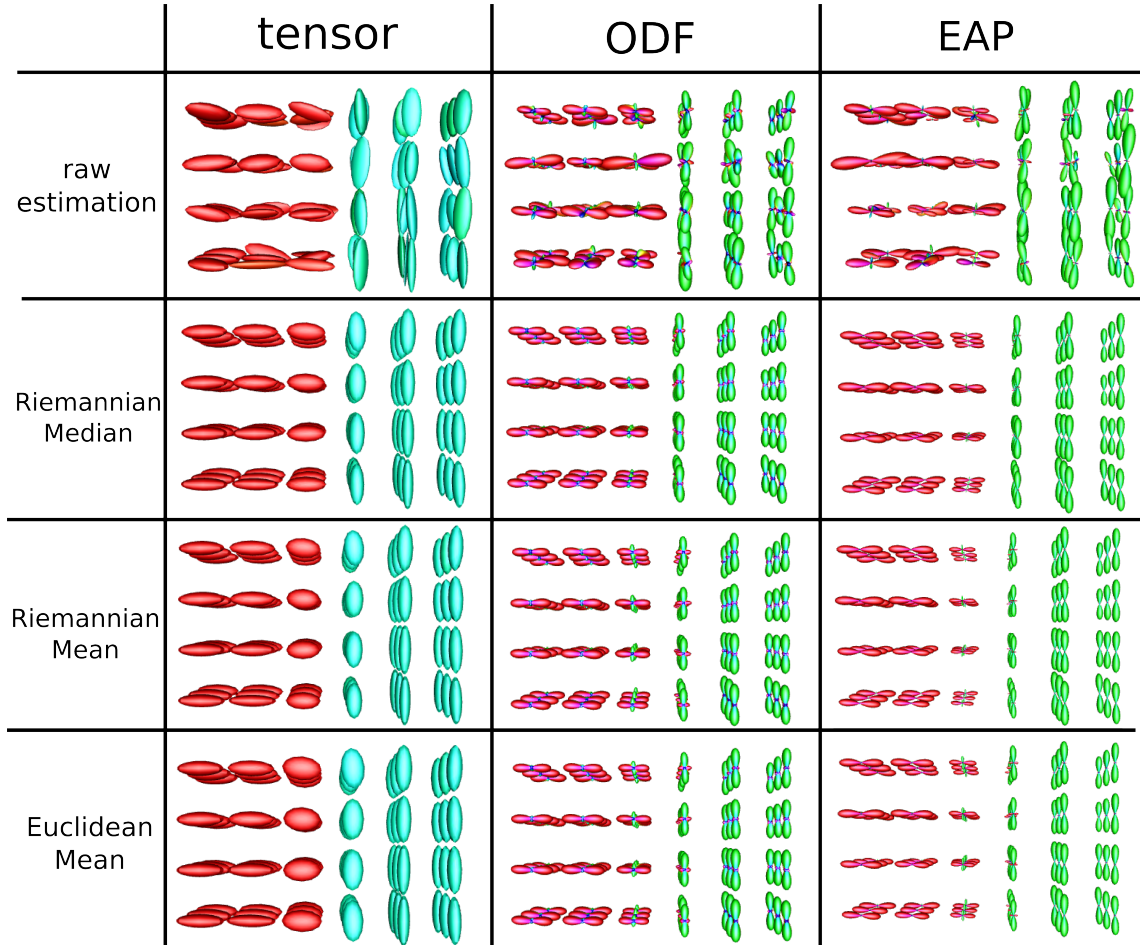 tensor
ODF
EAP
raw
estimation
Riemannian
Median
Riemannian
Mean
Euclidean
Mean